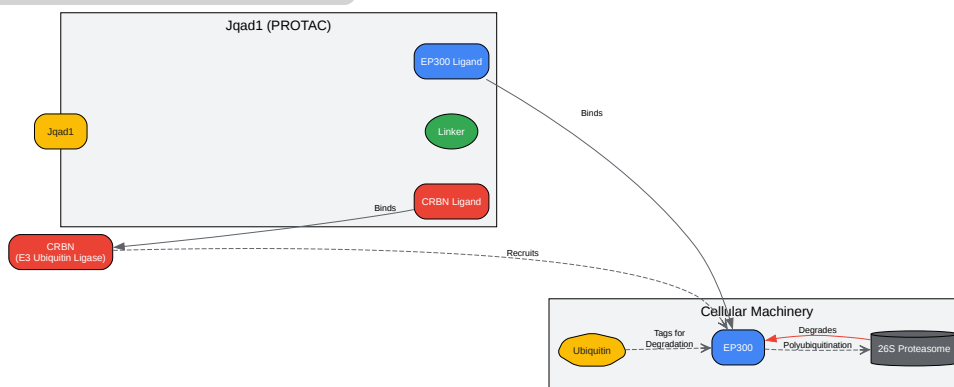 Jqad1 (PROTAC)
EP300 Ligand
Binds
Jqad1
Linker
CRBN Ligand
Binds
CRBN
(E3 Ubiquitin Ligase)
Recruits
Cellular Machinery
Ubiquitin
Tags for
Degradation
EP300
Degrades
Polyubiquitination
26S Proteasome